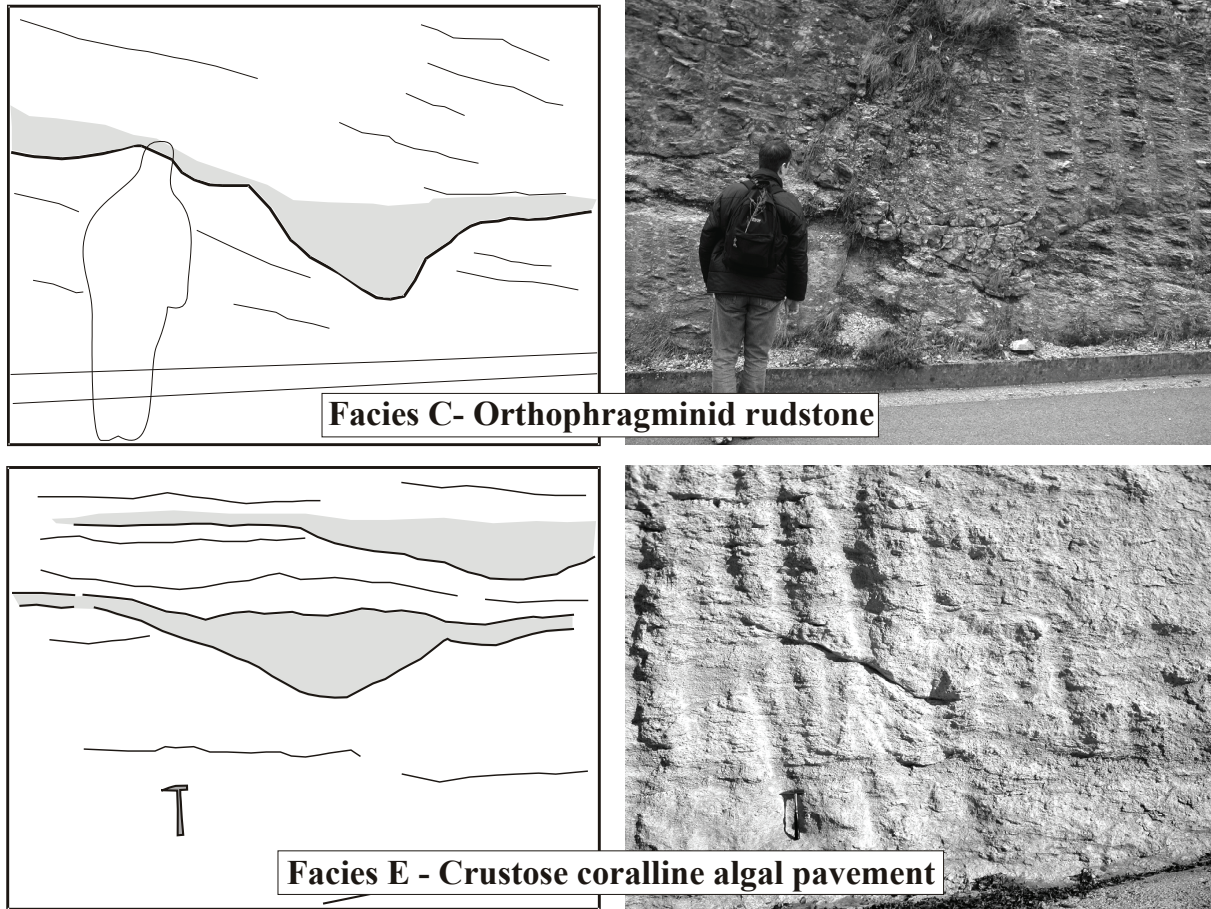 Facies C- Orthophragminid rudstone
Facies E - Crustose coralline algal pavement